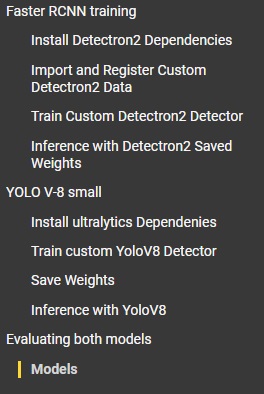 Faster RCNN training
Install Detectron2 Dependencies
Import and Register Custom
Detectron2 Data
Train Custom Detectron2 Detector
Inference with Detectron2 Saved
Weights
YOLO V-8 small
Install ultralytics Dependenies
Train custom YoloV8 Detector
Save Weights
Inference with YoloV8
Evaluating both models
Models